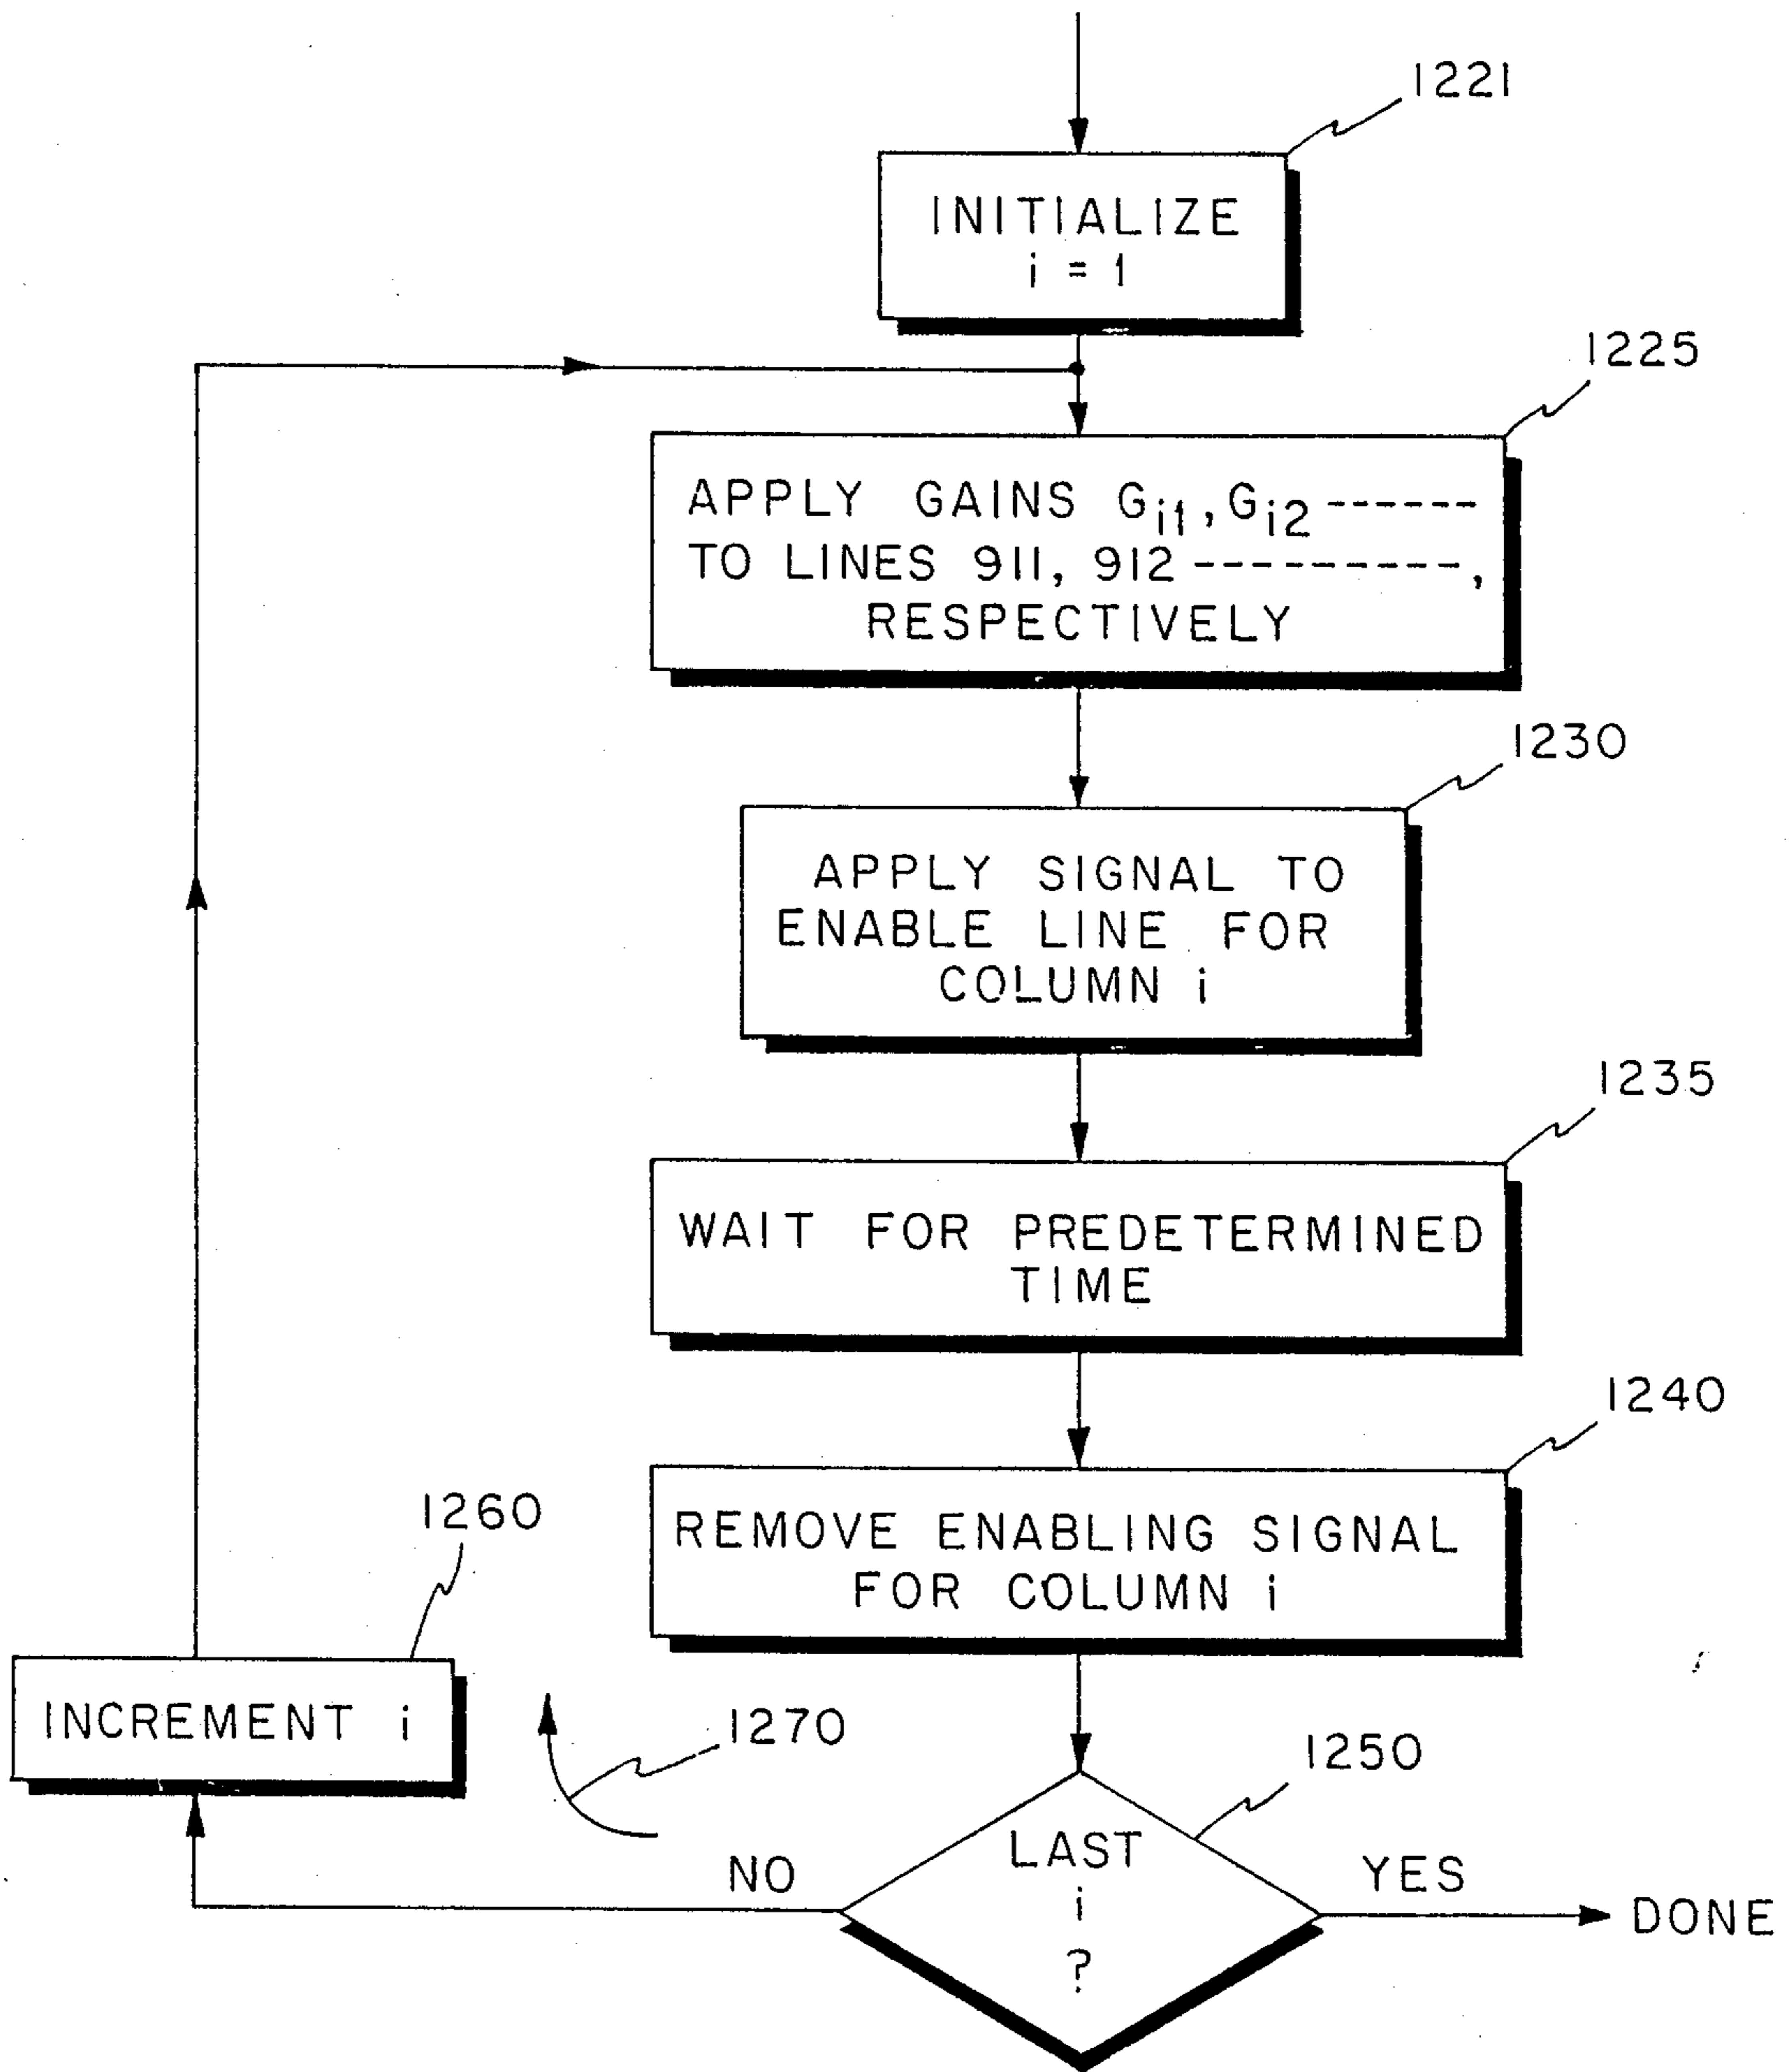 1221
INITIALIZE
i = 1
1225
APPLY GAINS Gi1, Gi2 ------
TO LINES 911, 912 ----------,
RESPECTIVELY
1230
APPLY SIGNAL TO
ENABLE LINE FOR
COLUMN i
1235
WAIT FOR PREDETERMINED
TIME
1240
REMOVE ENABLING SIGNAL
FOR COLUMN i
1260
INCREMENT i
1270
1250
LAST
i
?
NO
YES
DONE